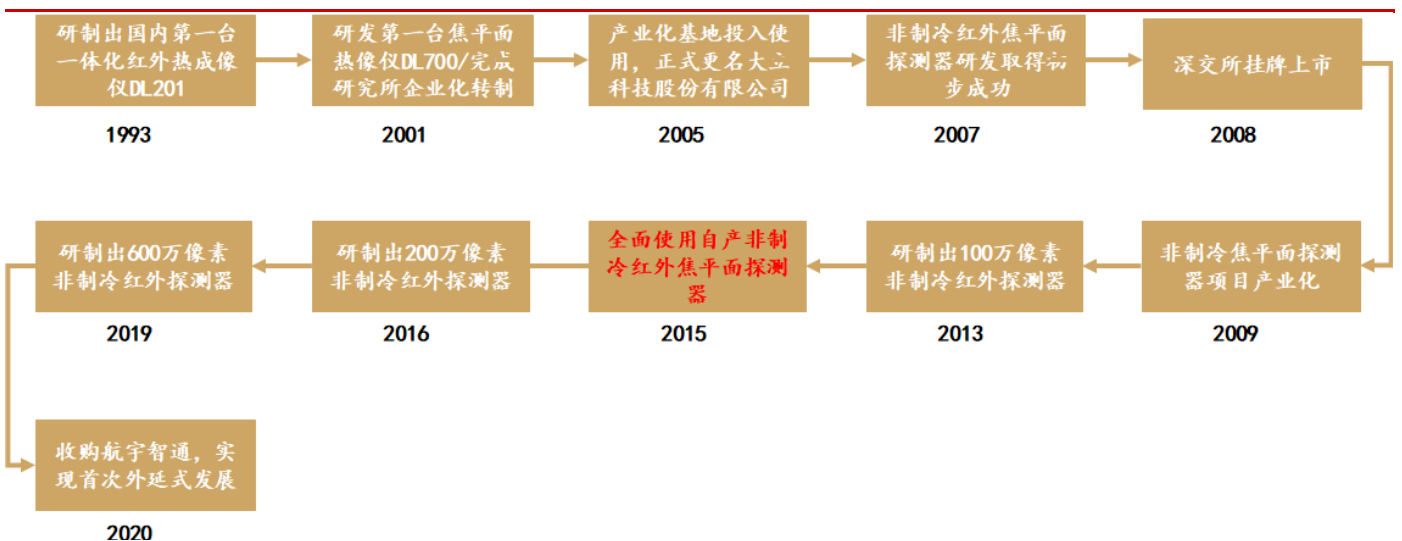 研制出国内第一台
一体化红外热成像
仪DL201
1993
研发第一台焦平面
热像仪DL700/完成
研究所企业化转制
2001
产业化基地投入使
用，正式更名大立
科技股份有限公司
2005
非制冷红外焦平面
探测器研发取得初
步成功
2007
深交所挂牌上市
2008
非制冷焦平面探测
器项目产业化
2009
研制出100万像素
非制冷红外探测器
2013
全面使用自产非制
冷红外焦平面探测
器
2015
研制出200万像素
非制冷红外探测器
2016
研制出600万像素
非制冷红外探测器
2019
收购航宇智通，实
现首次外延式发展
2020